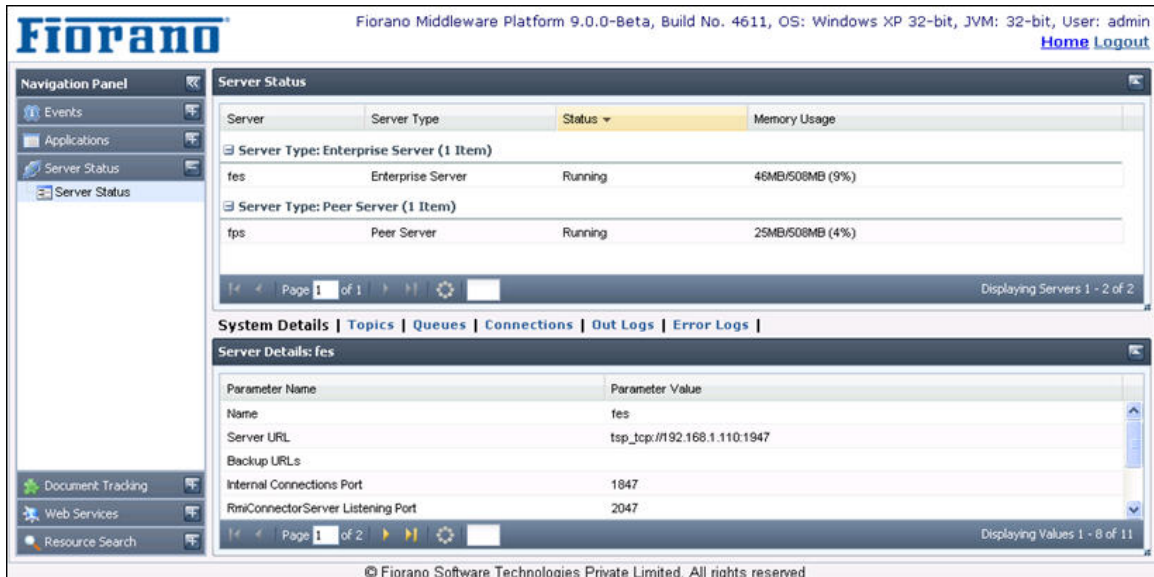 Fiorano
Fiorano Middleware Platform 9.0.0-Beta, Build No. 4611, OS: Windows XP 32-bit, JVM: 32-bit, User: admin
Home Logout
Navigation Panel
Events
Applications
Server Status
Server Status
Document Tracking
Web Services
Resource Search
Server Status
Server Server Type Status Memory Usage
Server Type: Enterprise Server (1 Item)
fes Enterprise Server Running 46MB/508MB (9%)
Server Type: Peer Server (1 Item)
fps Peer Server Running 25MB/508MB (4%)
Page 1 of 1 Displaying Servers 1 - 2 of 2
System Details | Topics | Queues | Connections | Out Logs | Error Logs |
Server Details: fes
Parameter Name Parameter Value
Name fes
Server URL tsp_tcp://192.168.1.110:1947
Backup URLs
Internal Connections Port 1847
RmiConnectorServer Listening Port 2047
Page 1 of 2 Displaying Values 1 - 8 of 11
© Fiorano Software Technologies Private Limited. All rights reserved